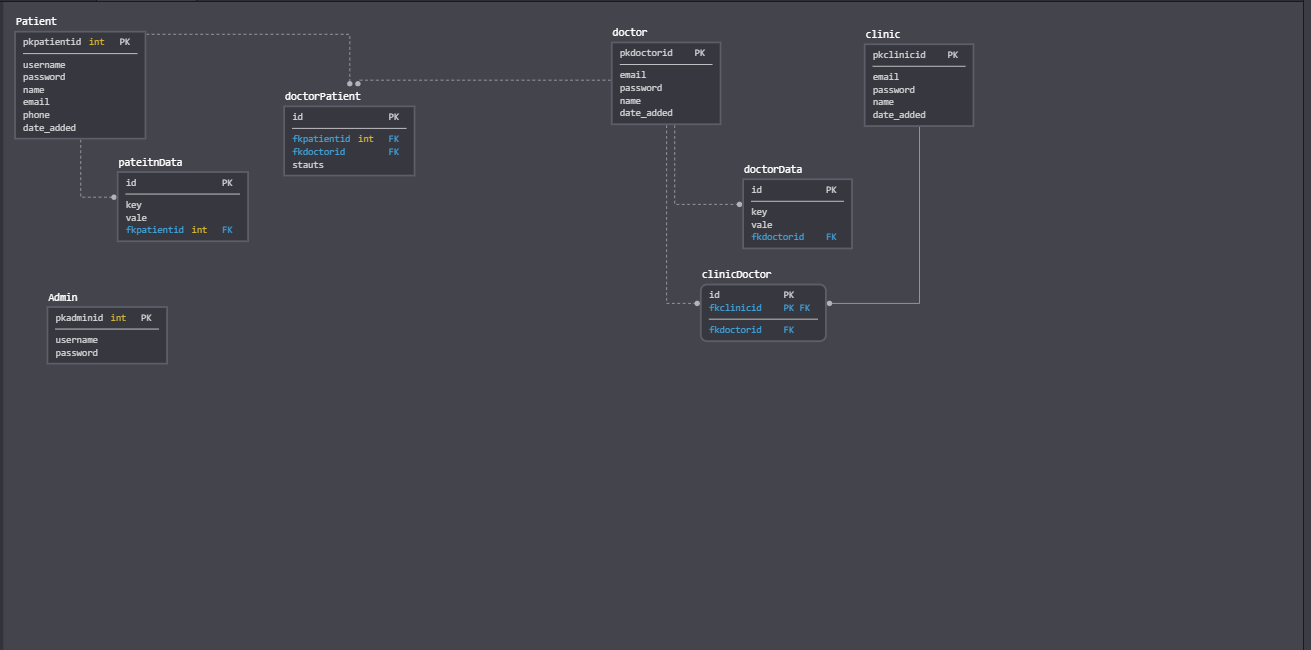 Patient
pkpatientid int PK
username
password
name
email
phone
date_added
doctorPatient
id PK
fkpatientid int FK
fkdoctorid FK
stauts
doctor
pkdoctorid PK
email
password
name
date_added
clinic
pkclinicid PK
email
password
name
date_added
pateitnData
id PK
key
vale
fkpatientid int FK
doctorData
id PK
key
vale
fkdoctorid FK
clinicDoctor
id PK
fkclinicid PK FK
fkdoctorid FK
Admin
pkadminid int PK
username
password